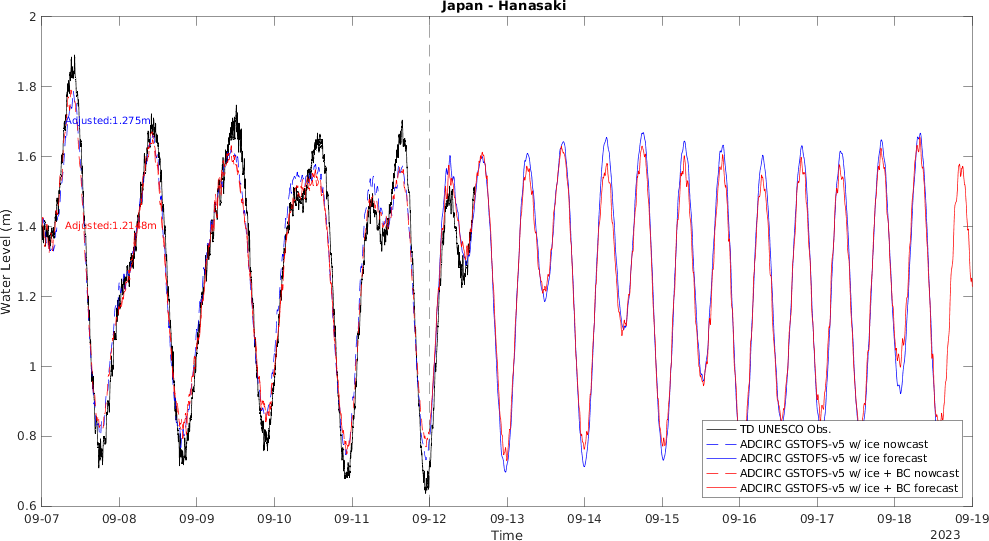 Japan - Hanasaki
2
1.8
1.6
1.4
1.2
1
0.8
0.6
Water Level (m)
Adjusted:1.275m
Adjusted:1.2148m
TD UNESCO Obs.
ADCIRC GSTOFS-v5 w/ ice nowcast
ADCIRC GSTOFS-v5 w/ ice forecast
ADCIRC GSTOFS-v5 w/ ice + BC nowcast
ADCIRC GSTOFS-v5 w/ ice + BC forecast
09-07 09-08 09-09 09-10 09-11 09-12 09-13 09-14 09-15 09-16 09-17 09-18 09-19
Time
2023